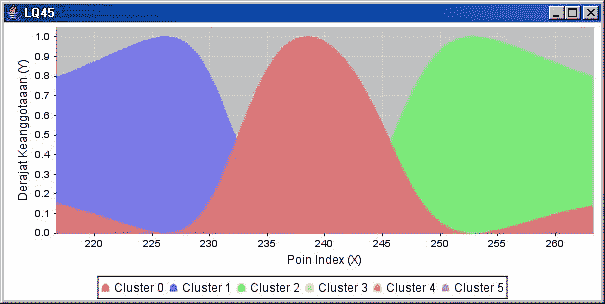 LQ45
Derajat Keanggotaaan (Y)
1.0
0.9
0.8
0.7
0.6
0.5
0.4
0.3
0.2
0.1
0.0
220 225 230 235 240 245 250 255 260
Poin Index (X)
Cluster 0 Cluster 1 Cluster 2 Cluster 3 Cluster 4 Cluster 5